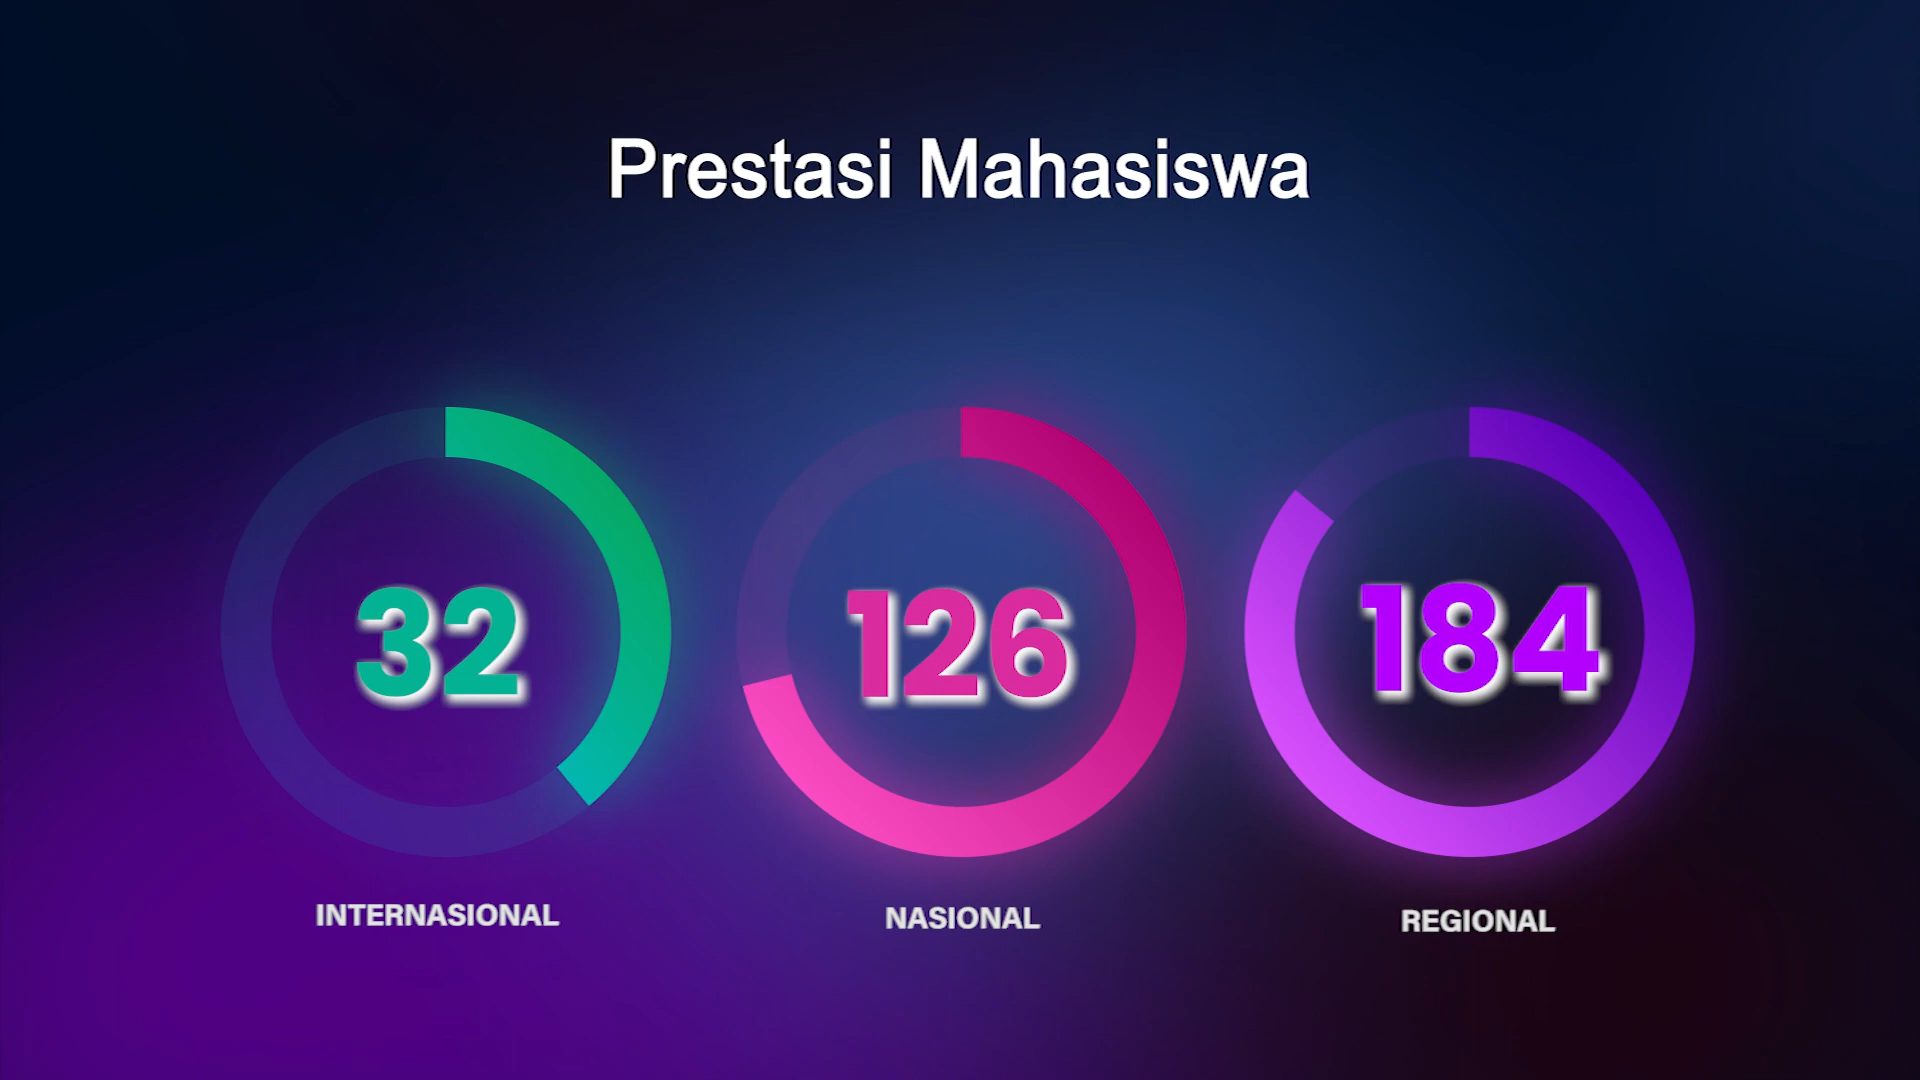 Prestasi Mahasiswa
32
126
184
INTERNASIONAL
NASIONAL
REGIONAL